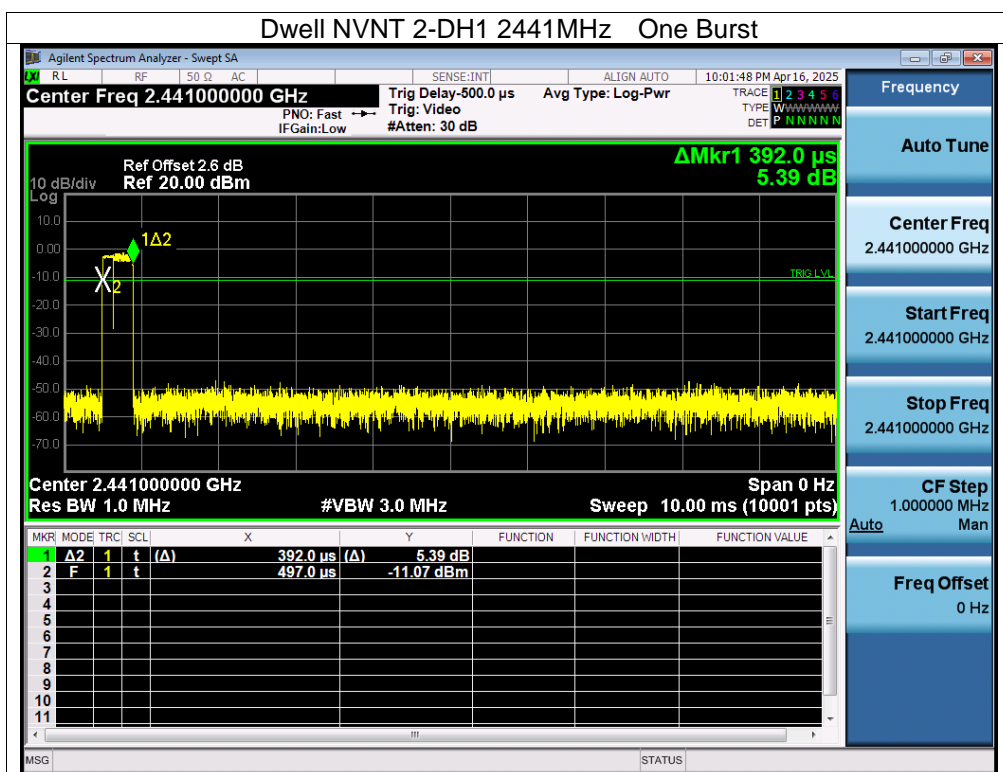 Dwell NVNT 2-DH1 2441MHz One Burst
Agilent Spectrum Analyzer - Swept SA
LXI RL RF 50 Ω AC SENSE:INT ALIGN AUTO 10:01:48 PM Apr 16, 2025
Center Freq 2.441000000 GHz Trig Delay-500.0 µs Avg Type: Log-Pwr TRACE 1 2 3 4 5 6
PNO: Fast Trig: Video TYPE WWWWWWW
IFGain:Low #Atten: 30 dB DET P N N N N N
ΔMkr1 392.0 µs
5.39 dB
Ref Offset 2.6 dB
10 dB/div Ref 20.00 dBm
Log
10.0
0.00
-10.0
-20.0
-30.0
-40.0
-50.0
-60.0
-70.0
1Δ2
2
TRIG LVL
Center 2.441000000 GHz Span 0 Hz
Res BW 1.0 MHz #VBW 3.0 MHz Sweep 10.00 ms (10001 pts)
MKR MODE TRC SCL X Y FUNCTION FUNCTION WIDTH FUNCTION VALUE
1 Δ2 1 t (Δ) 392.0 µs (Δ) 5.39 dB
2 F 1 t 497.0 µs -11.07 dBm
3
4
5
6
7
8
9
10
11
MSG STATUS
Frequency
Auto Tune
Center Freq
2.441000000 GHz
Start Freq
2.441000000 GHz
Stop Freq
2.441000000 GHz
CF Step
1.000000 MHz
Auto Man
Freq Offset
0 Hz